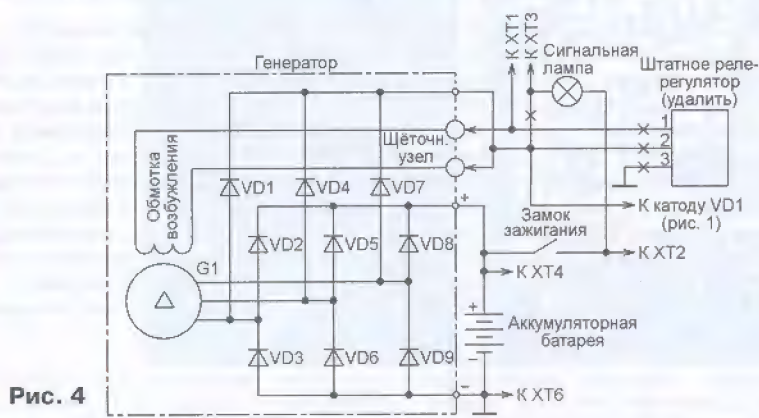 Генератор
К ХТ1
К ХТ3
Сигнальная
лампа
Штатное реле-
регулятор
(удалить)
1
2
3
Щёточн.
узел
Обмотка
возбуждения
VD1
VD4
VD7
К катоду VD1
(рис. 1)
+
Замок
зажигания
VD2
VD5
VD8
К ХТ2
G1
К ХТ4
Δ
+
Аккумуляторная
батарея
VD3
VD6
VD9
–
–
К ХТ6
Рис. 4